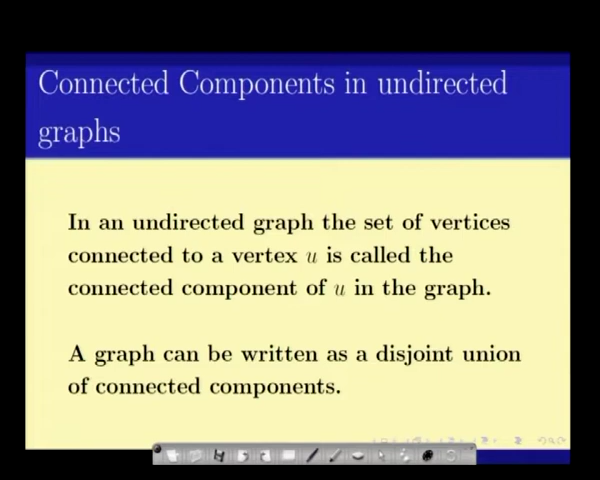 Connected Components in undirected
graphs
In an undirected graph the set of vertices
connected to a vertex u is called the
connected component of u in the graph.
A graph can be written as a disjoint union
of connected components.